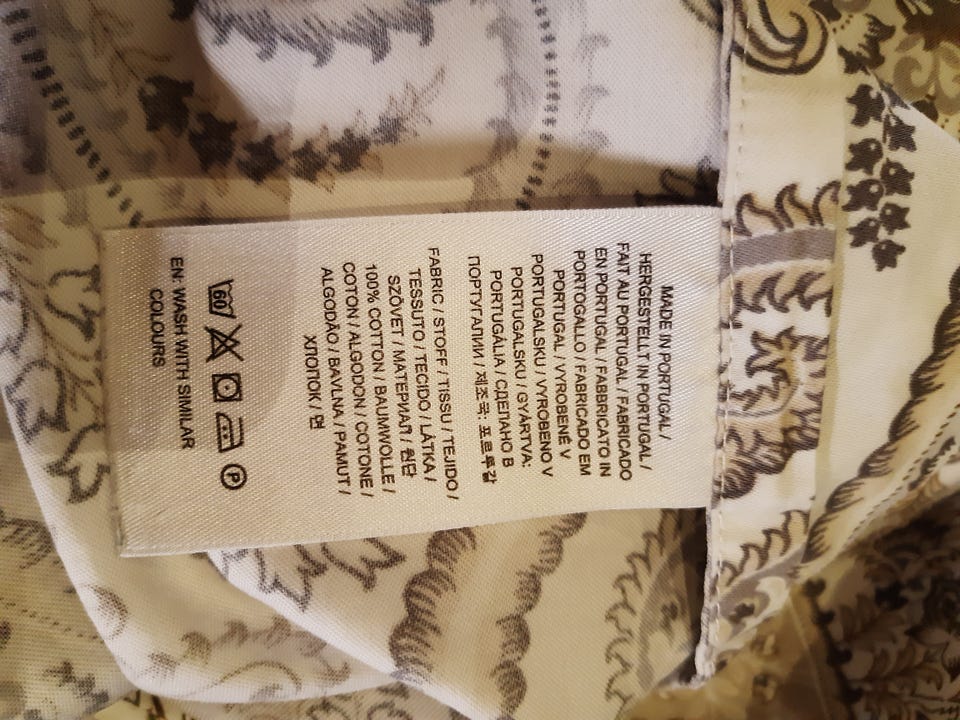 MADE IN PORTUGAL /
HERGESTELLT IN PORTUGAL /
FAIT AU PORTUGAL / FABRICADO
EN PORTUGAL / FABBRICATO IN
PORTOGALLO / FABRICADO EM
PORTUGAL / VYROBENÉ V
PORTUGALSKU / VYROBENO V
PORTUGALSKU / GYÁRTVA:
PORTUGÁLIA / СДЕЛАНО В
ПОРТУГАЛИИ / 제조국: 포르투갈
FABRIC / STOFF / TISSU / TEJIDO /
TESSUTO / TECIDO / LÁTKA /
SZÖVET / МАТЕРИАЛ / 원단
100% COTTON / BAUMWOLLE /
COTON / ALGODON / COTONE /
ALGODÃO / BAVLNA / PAMUT /
ХЛОПОК / 면
60 P
EN: WASH WITH SIMILAR
COLOURS